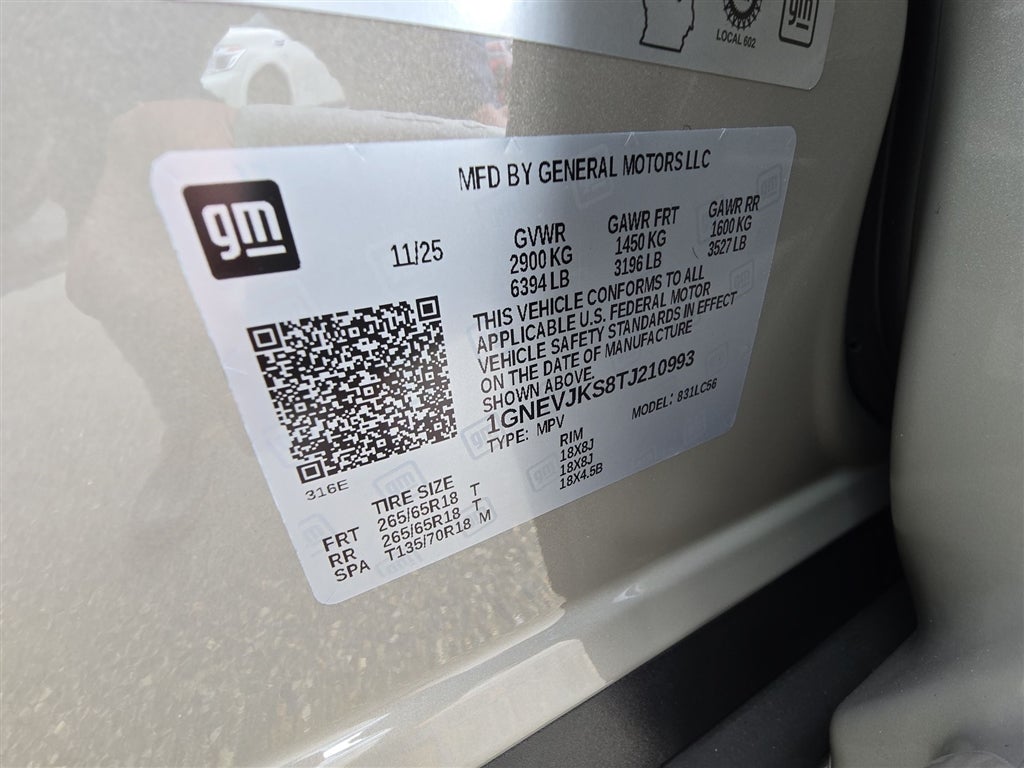 LOCAL 602
gm
gm
MFD BY GENERAL MOTORS LLC
11/25
GVWR
2900 KG
6394 LB
GAWR FRT
1450 KG
3196 LB
GAWR RR
1600 KG
3527 LB
THIS VEHICLE CONFORMS TO ALL
APPLICABLE U.S. FEDERAL MOTOR
VEHICLE SAFETY STANDARDS IN EFFECT
ON THE DATE OF MANUFACTURE
SHOWN ABOVE.
1GNEVJKS8TJ210993
TYPE: MPV
MODEL: 831LC56
316E
TIRE SIZE
RIM
FRT 265/65R18 T 18X8J
RR 265/65R18 T 18X8J
SPA T135/70R18 M 18X4.5B